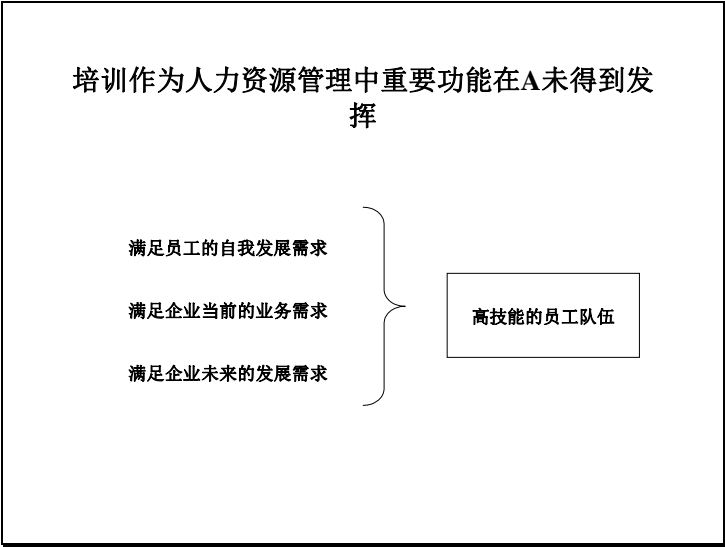 培训作为人力资源管理中重要功能在A未得到发
挥
满足员工的自我发展需求
满足企业当前的业务需求
高技能的员工队伍
满足企业未来的发展需求